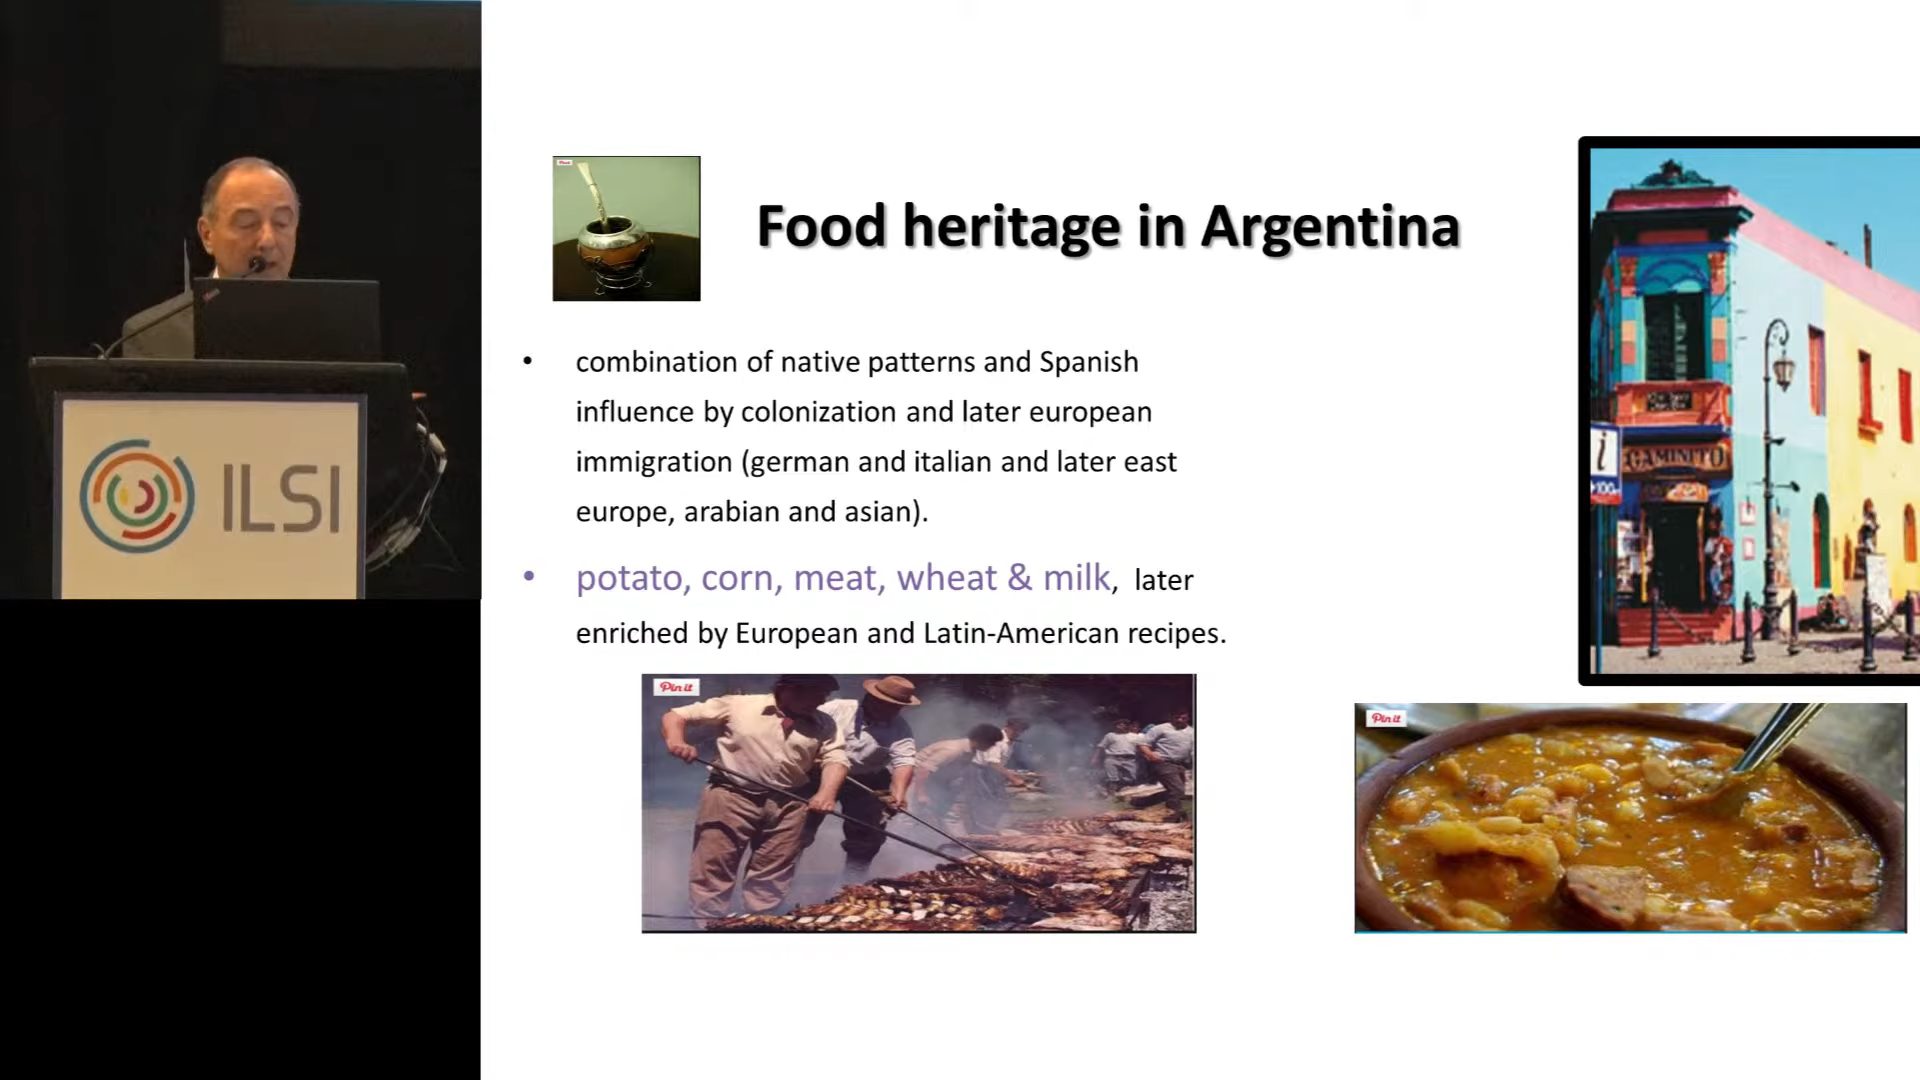 Food heritage in Argentina
• combination of native patterns and Spanish
influence by colonization and later european
immigration (german and italian and later east
europe, arabian and asian).
• potato, corn, meat, wheat & milk, later
enriched by European and Latin-American recipes.
Pin it
Pin it
ILSI
i
CAMINITO